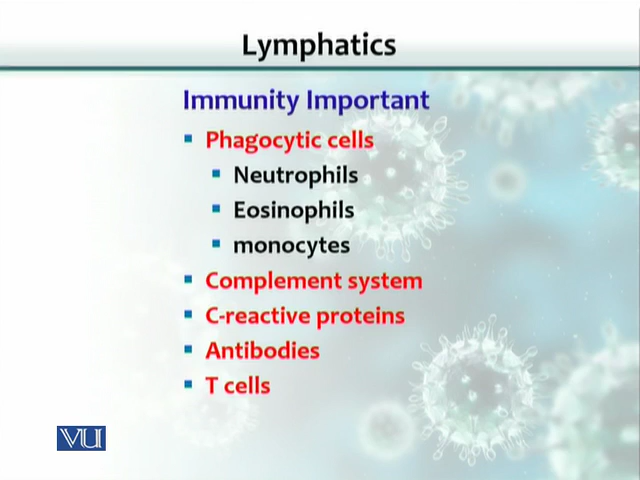 Lymphatics
Immunity Important
Phagocytic cells
Neutrophils
Eosinophils
monocytes
Complement system
C-reactive proteins
Antibodies
T cells
VU